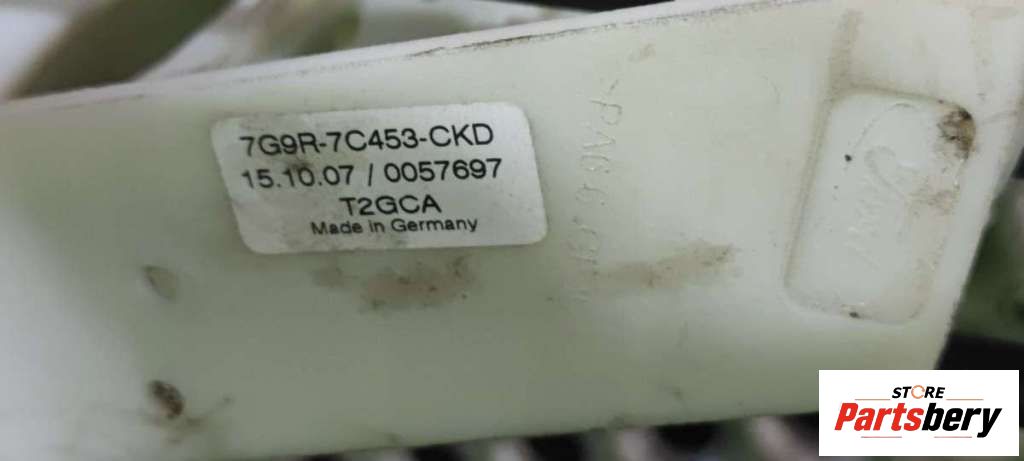 7G9R-7C453-CKD
15.10.07 / 0057697
T2GCA
Made in Germany
STORE
Partsbery